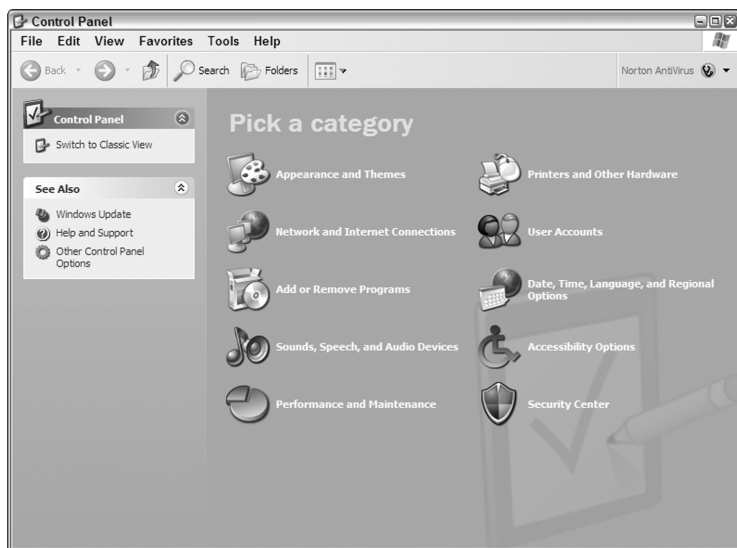 Control Panel
File Edit View Favorites Tools Help
Back Search Folders Norton AntiVirus
Control Panel
Switch to Classic View
See Also
Windows Update
Help and Support
Other Control Panel
Options
Pick a category
Appearance and Themes
Printers and Other Hardware
Network and Internet Connections
User Accounts
Add or Remove Programs
Date, Time, Language, and Regional
Options
Sounds, Speech, and Audio Devices
Accessibility Options
Performance and Maintenance
Security Center